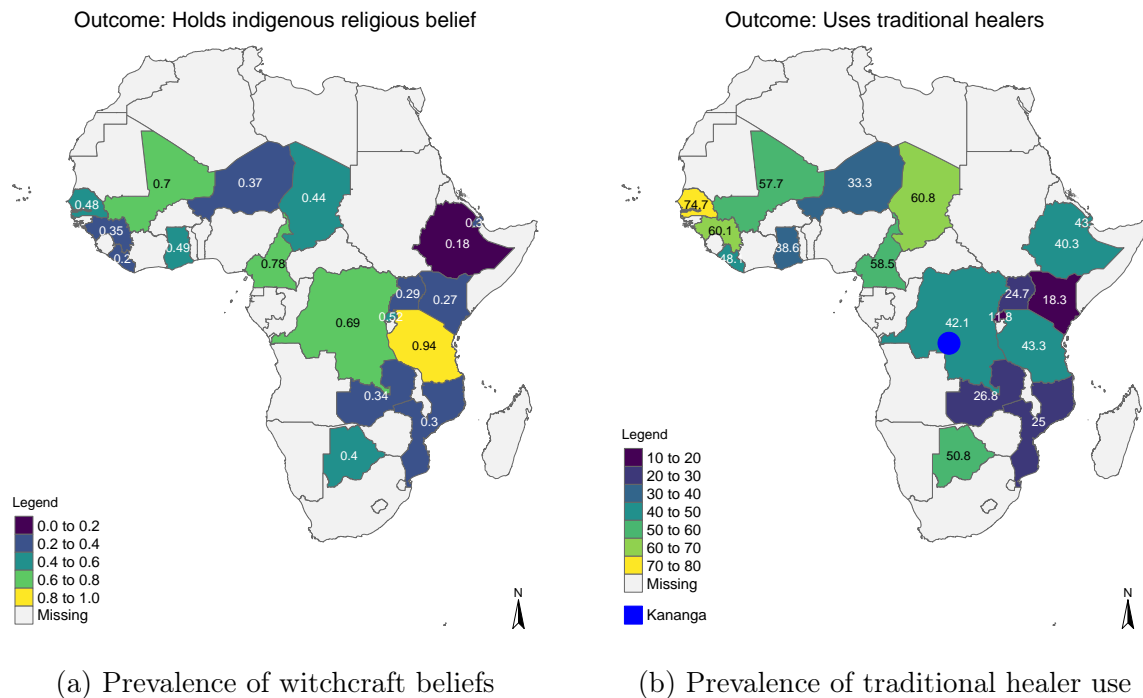 Outcome: Holds indigenous religious belief
0.7
0.37
0.44
0.48
0.35
0.2
0.49
0.3
0.18
0.78
0.29
0.27
0.52
0.69
0.94
0.34
0.3
0.4
Legend
0.0 to 0.2
0.2 to 0.4
0.4 to 0.6
0.6 to 0.8
0.8 to 1.0
Missing
N
(a) Prevalence of witchcraft beliefs
Outcome: Uses traditional healers
57.7
33.3
60.8
74.7
60.1
48.1
38.6
43.
40.3
58.5
24.7
18.3
11.8
42.1
43.3
26.8
25
50.8
Legend
10 to 20
20 to 30
30 to 40
40 to 50
50 to 60
60 to 70
70 to 80
Missing
Kananga
N
(b) Prevalence of traditional healer use